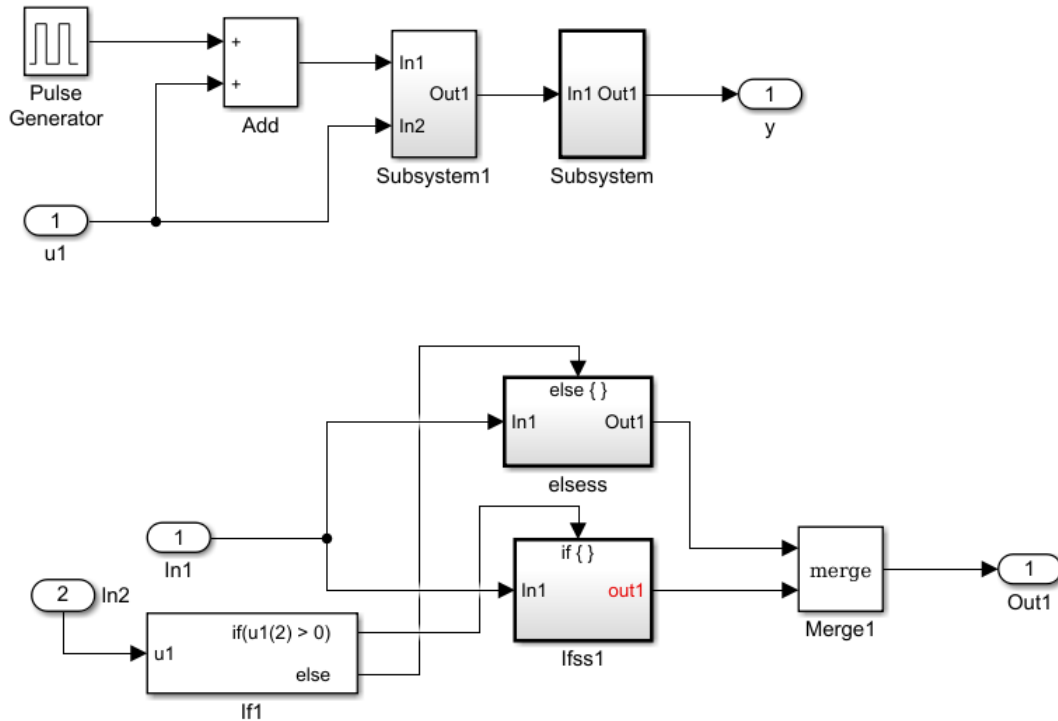 +
+
Pulse
Generator
Add
In1
In2
Out1
Subsystem1
In1 Out1
Subsystem
1
y
1
u1
else { }
In1
Out1
elsess
1
In1
if { }
In1
out1
Ifss1
2
In2
u1
if(u1(2) > 0)
else
If1
merge
Merge1
1
Out1